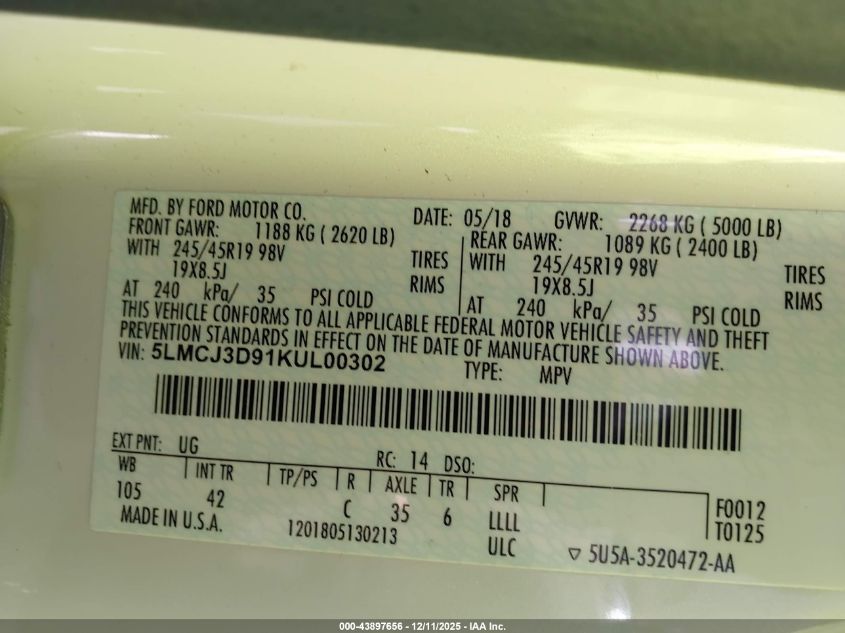 MFD. BY FORD MOTOR CO. DATE: 05/18 GVWR: 2268 KG ( 5000 LB)
FRONT GAWR: 1188 KG ( 2620 LB) REAR GAWR: 1089 KG ( 2400 LB)
WITH 245/45R19 98V TIRES WITH 245/45R19 98V TIRES
19X8.5J RIMS 19X8.5J RIMS
AT 240 kPa/ 35 PSI COLD AT 240 kPa/ 35 PSI COLD
THIS VEHICLE CONFORMS TO ALL APPLICABLE FEDERAL MOTOR VEHICLE SAFETY AND THEFT
PREVENTION STANDARDS IN EFFECT ON THE DATE OF MANUFACTURE SHOWN ABOVE.
VIN: 5LMCJ3D91KUL00302 TYPE: MPV
EXT PNT: UG RC: 14 DSO:
WB INT TR TP/PS R AXLE TR SPR F0012
105 42 C 35 6 LLLL T0125
MADE IN U.S.A. 1201805130213 ULC ▽ 5U5A-3520472-AA
000-43897656 - 12/11/2025 - IAA Inc.